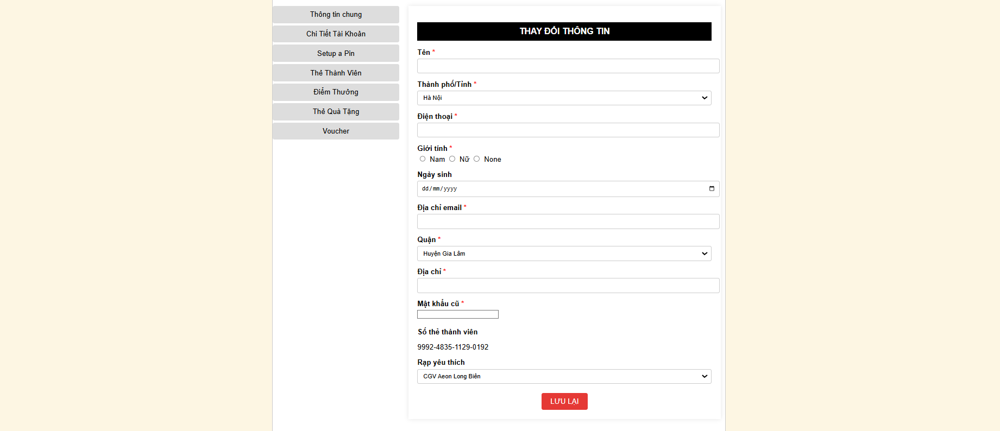 Thông tin chung
Chi Tiết Tài Khoản
Setup a Pin
Thẻ Thành Viên
Điểm Thưởng
Thẻ Quà Tặng
Voucher
THAY ĐỔI THÔNG TIN
Tên *
Thành phố/Tỉnh *
Hà Nội
Điện thoại *
Giới tính *
Nam Nữ None
Ngày sinh
dd/mm/yyyy
Địa chỉ email *
Quận *
Huyện Gia Lâm
Địa chỉ *
Mật khẩu cũ *
Số thẻ thành viên
9992-4835-1129-0192
Rạp yêu thích
CGV Aeon Long Biên
LƯU LẠI